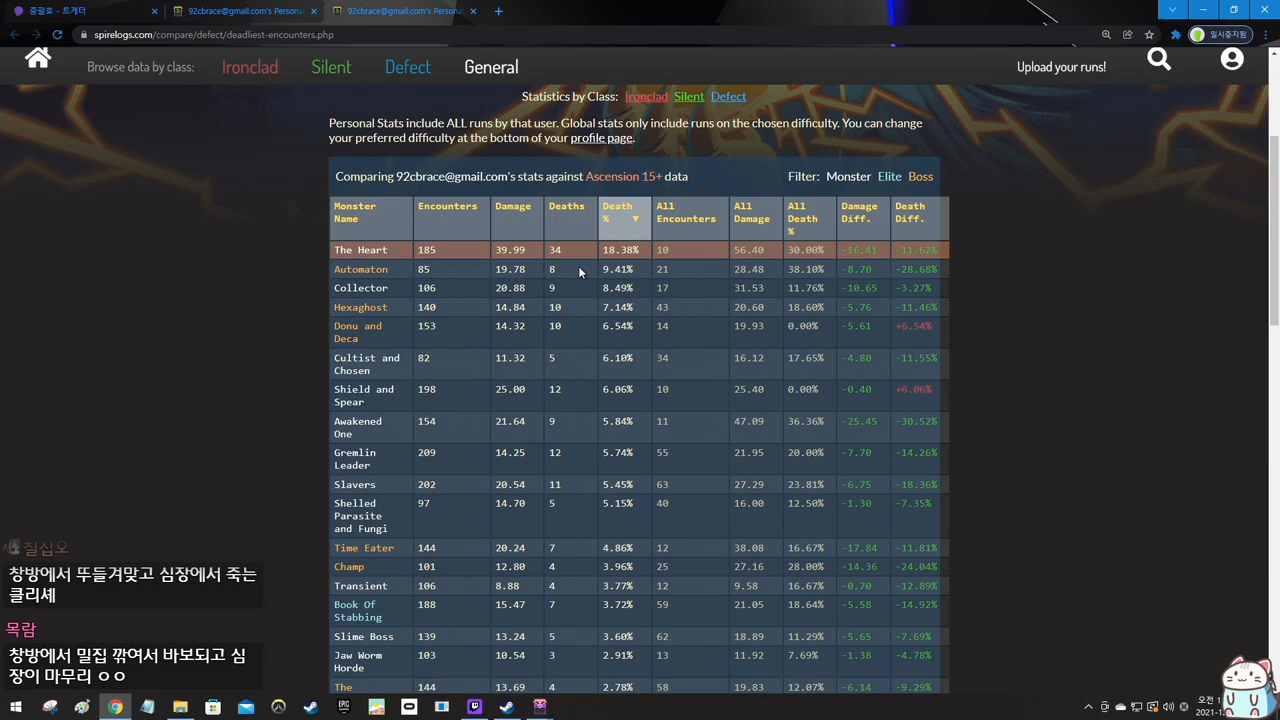 중괄호 - 트게더
92cbrace@gmail.com's Personal
92cbrace@gmail.com's Personal
spirelogs.com/compare/defect/deadliest-encounters.php
일시중지됨
Browse data by class: Ironclad Silent Defect General Upload your runs!
Statistics by Class: Ironclad Silent Defect
Personal Stats include ALL runs by that user. Global stats only include runs on the chosen difficulty. You can change
your preferred difficulty at the bottom of your profile page.
Comparing 92cbrace@gmail.com's stats against Ascension 15+ data Filter: Monster Elite Boss
Monster Name Encounters Damage Deaths Death % ▼ All Encounters All Damage All Death % Damage Diff. Death Diff.
The Heart 185 39.99 34 18.38% 10 56.40 30.00% -16.41 -11.62%
Automaton 85 19.78 8 9.41% 21 28.48 38.10% -8.70 -28.68%
Collector 106 20.88 9 8.49% 17 31.53 11.76% -10.65 -3.27%
Hexaghost 140 14.84 10 7.14% 43 20.60 18.60% -5.76 -11.46%
Donu and Deca 153 14.32 10 6.54% 14 19.93 0.00% -5.61 +6.54%
Cultist and Chosen 82 11.32 5 6.10% 34 16.12 17.65% -4.80 -11.55%
Shield and Spear 198 25.00 12 6.06% 10 25.40 0.00% -0.40 +6.06%
Awakened One 154 21.64 9 5.84% 11 47.09 36.36% -25.45 -30.52%
Gremlin Leader 209 14.25 12 5.74% 55 21.95 20.00% -7.70 -14.26%
Slavers 202 20.54 11 5.45% 63 27.29 23.81% -6.75 -18.36%
Shelled Parasite and Fungi 97 14.70 5 5.15% 40 16.00 12.50% -1.30 -7.35%
Time Eater 144 20.24 7 4.86% 12 38.08 16.67% -17.84 -11.81%
Champ 101 12.80 4 3.96% 25 27.16 28.00% -14.36 -24.04%
Transient 106 8.88 4 3.77% 12 9.58 16.67% -0.70 -12.89%
Book Of Stabbing 188 15.47 7 3.72% 59 21.05 18.64% -5.58 -14.92%
Slime Boss 139 13.24 5 3.60% 62 18.89 11.29% -5.65 -7.69%
Jaw Worm Horde 103 10.54 3 2.91% 13 11.92 7.69% -1.38 -4.78%
The 144 13.69 4 2.78% 58 19.83 12.07% -6.14 -9.29%
칠십오
창방에서 뚜들겨맞고 심장에서 죽는
클리셰
목람
창방에서 밀집 깎여서 바보되고 심
장이 마무리 ㅇㅇ